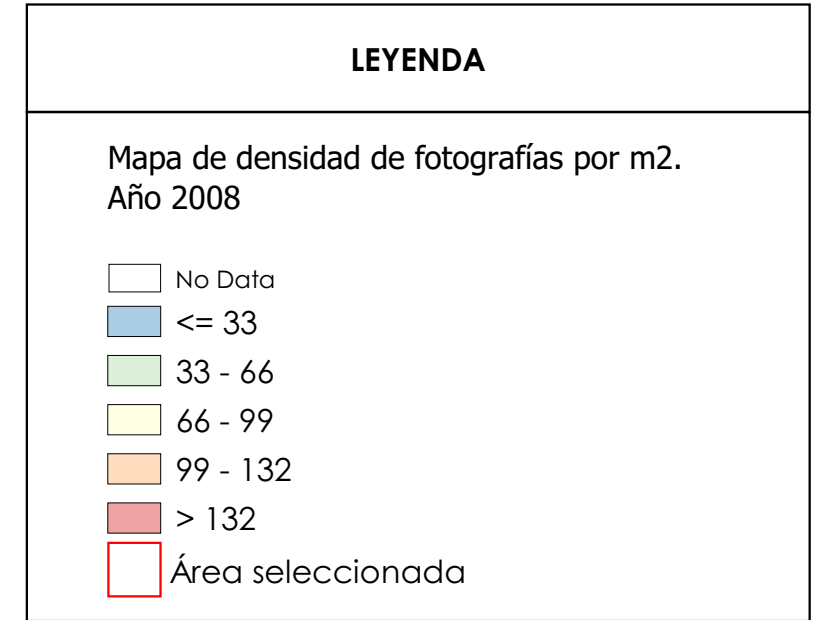 LEYENDA
Mapa de densidad de fotografías por m2.
Año 2008
No Data
<= 33
33 - 66
66 - 99
99 - 132
> 132
Área seleccionada